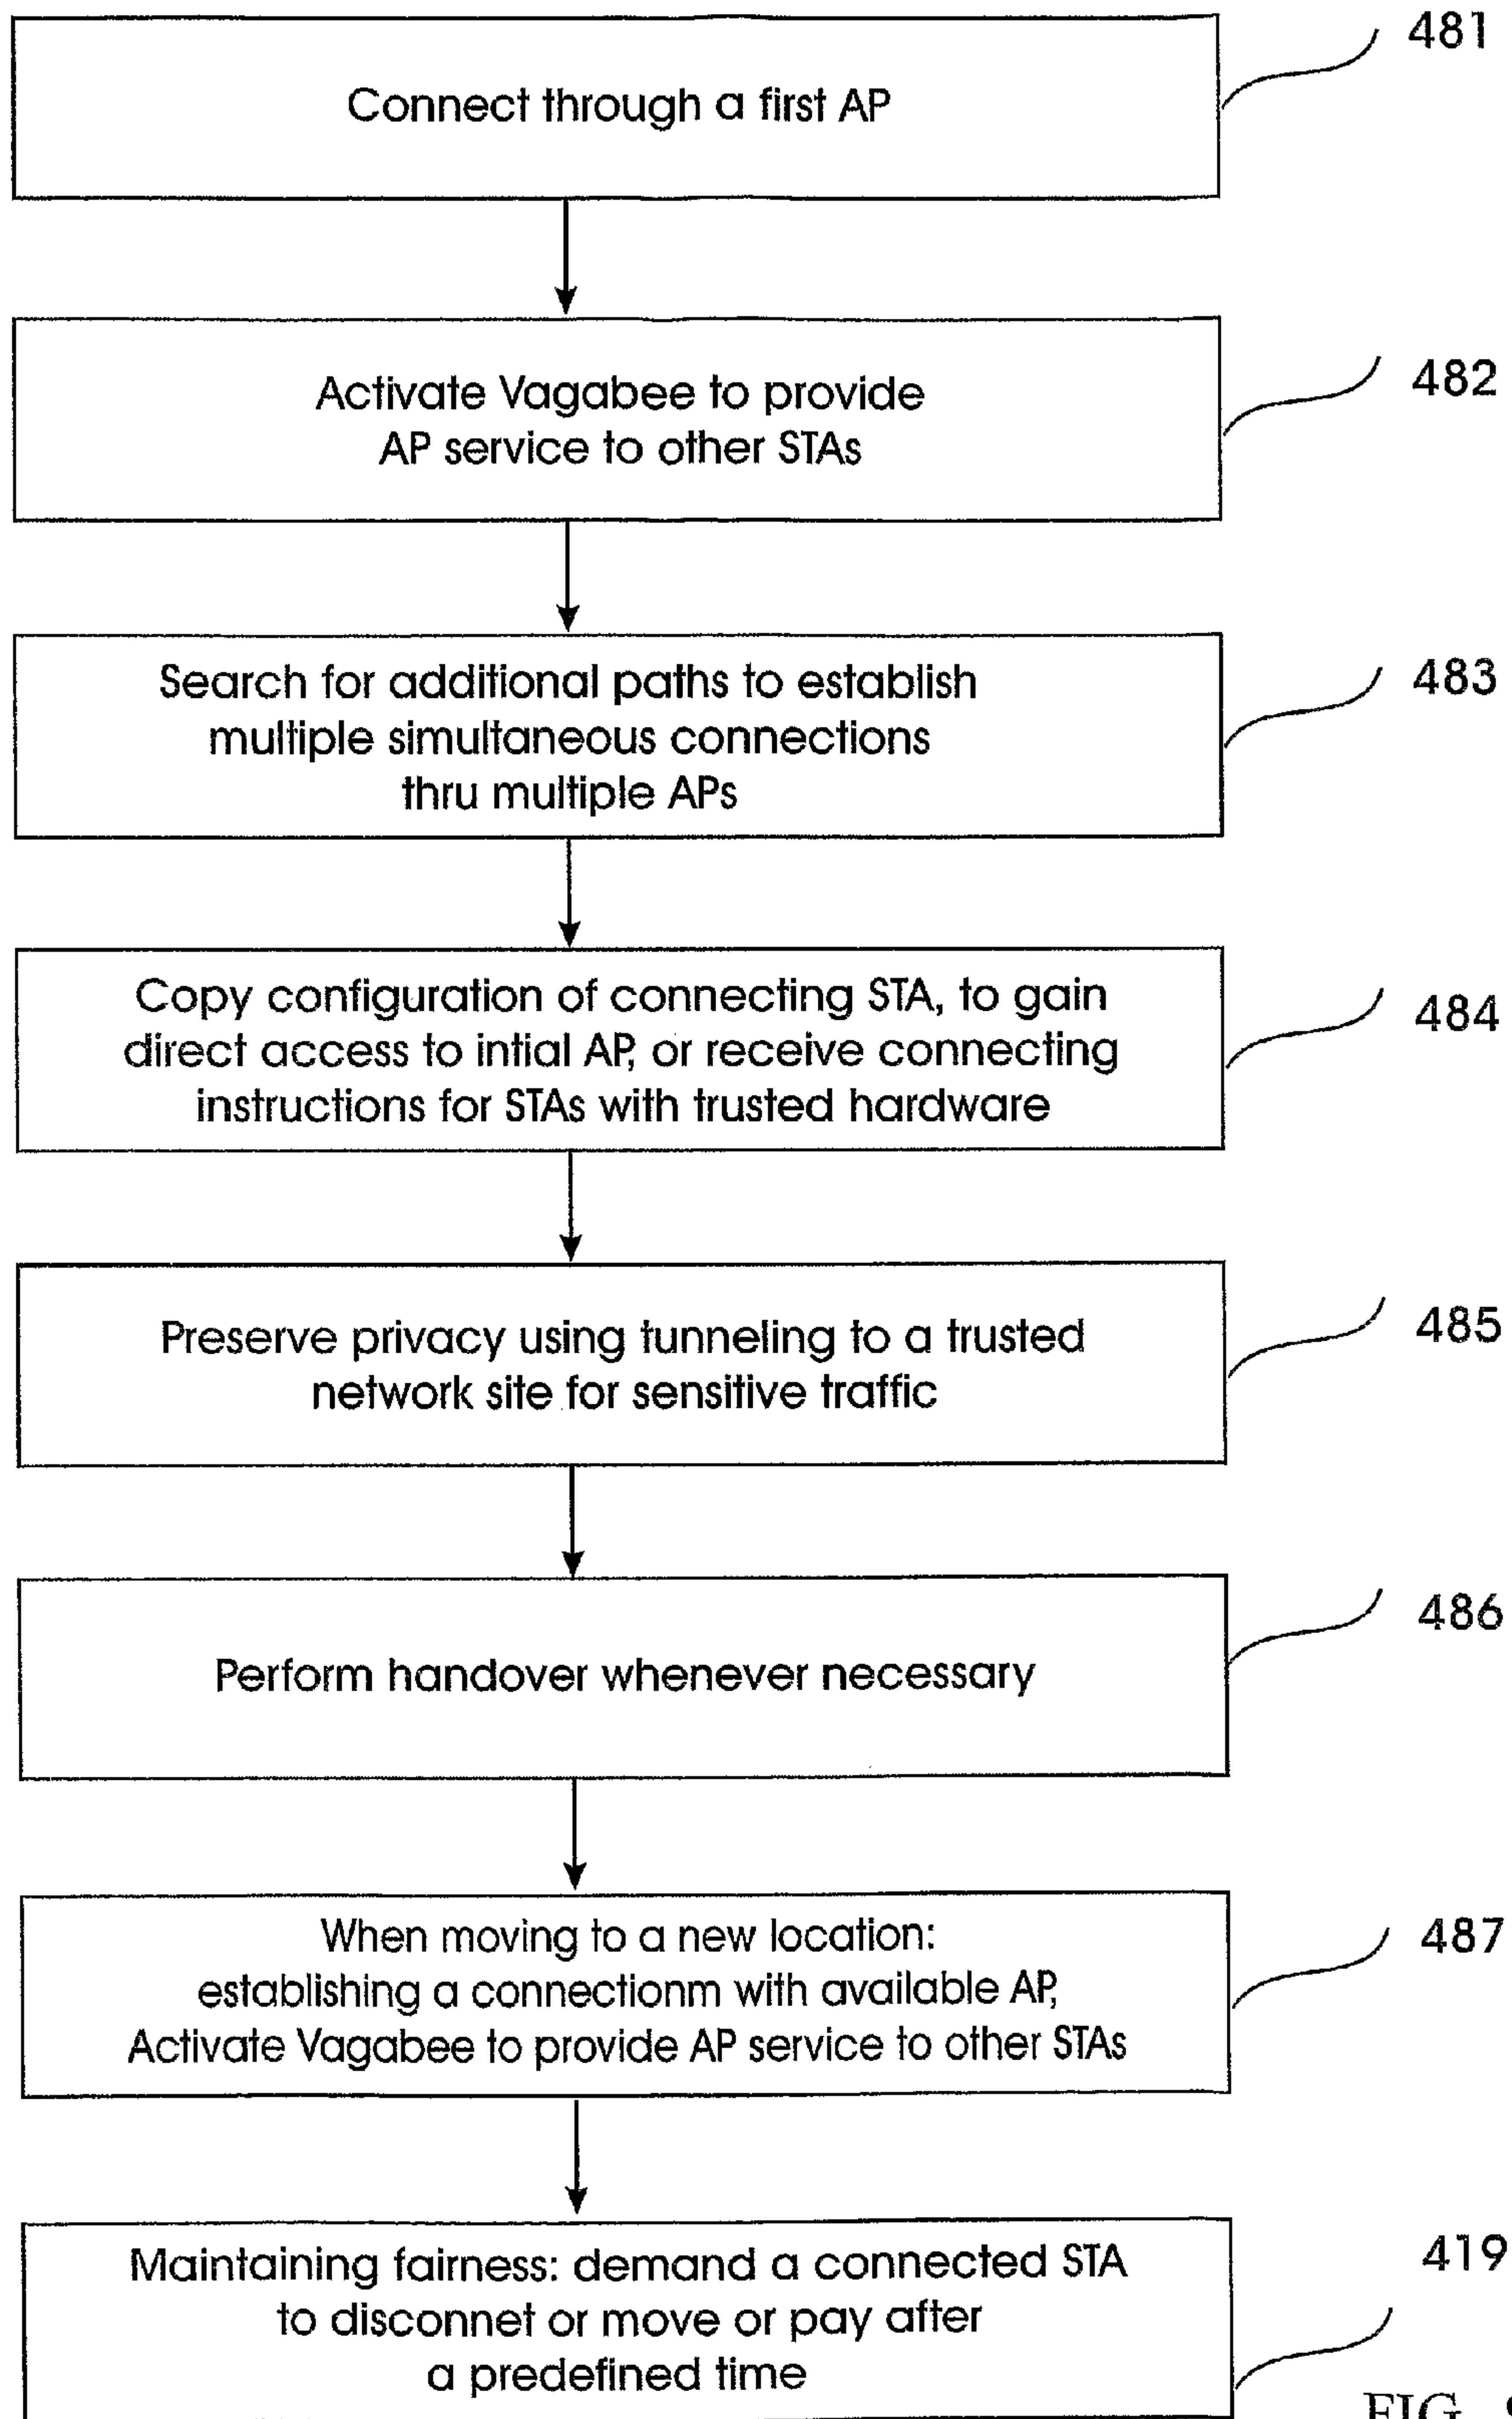 481
Connect through a first AP
482
Activate Vagabee to provide
AP service to other STAs
483
Search for additional paths to establish
multiple simultaneous connections
thru multiple APs
484
Copy configuration of connecting STA, to gain
direct access to intial AP, or receive connecting
instructions for STAs with trusted hardware
485
Preserve privacy using tunneling to a trusted
network site for sensitive traffic
486
Perform handover whenever necessary
487
When moving to a new location:
establishing a connectionm with available AP,
Activate Vagabee to provide AP service to other STAs
419
Maintaining fairness: demand a connected STA
to disconnet or move or pay after
a predefined time
FIG.